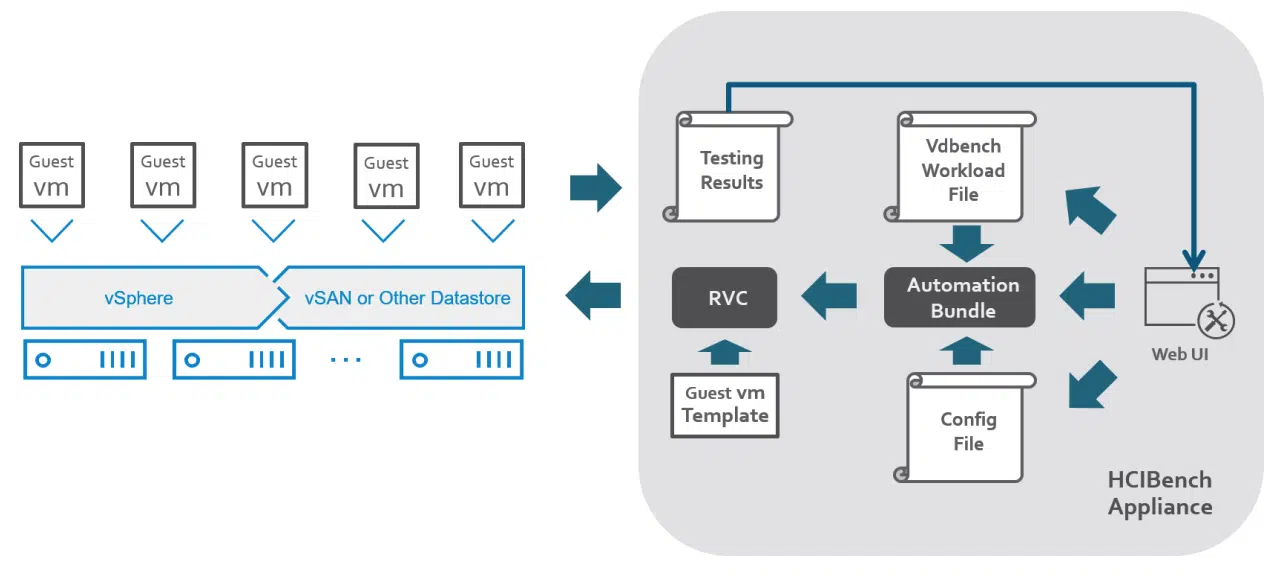 Guest
vm
Guest
vm
Guest
vm
Guest
vm
Guest
vm
vSphere
vSAN or Other Datastore
Testing
Results
Vdbench
Workload
File
RVC
Automation
Bundle
Web UI
Guest vm
Template
Config
File
HCIBench
Appliance